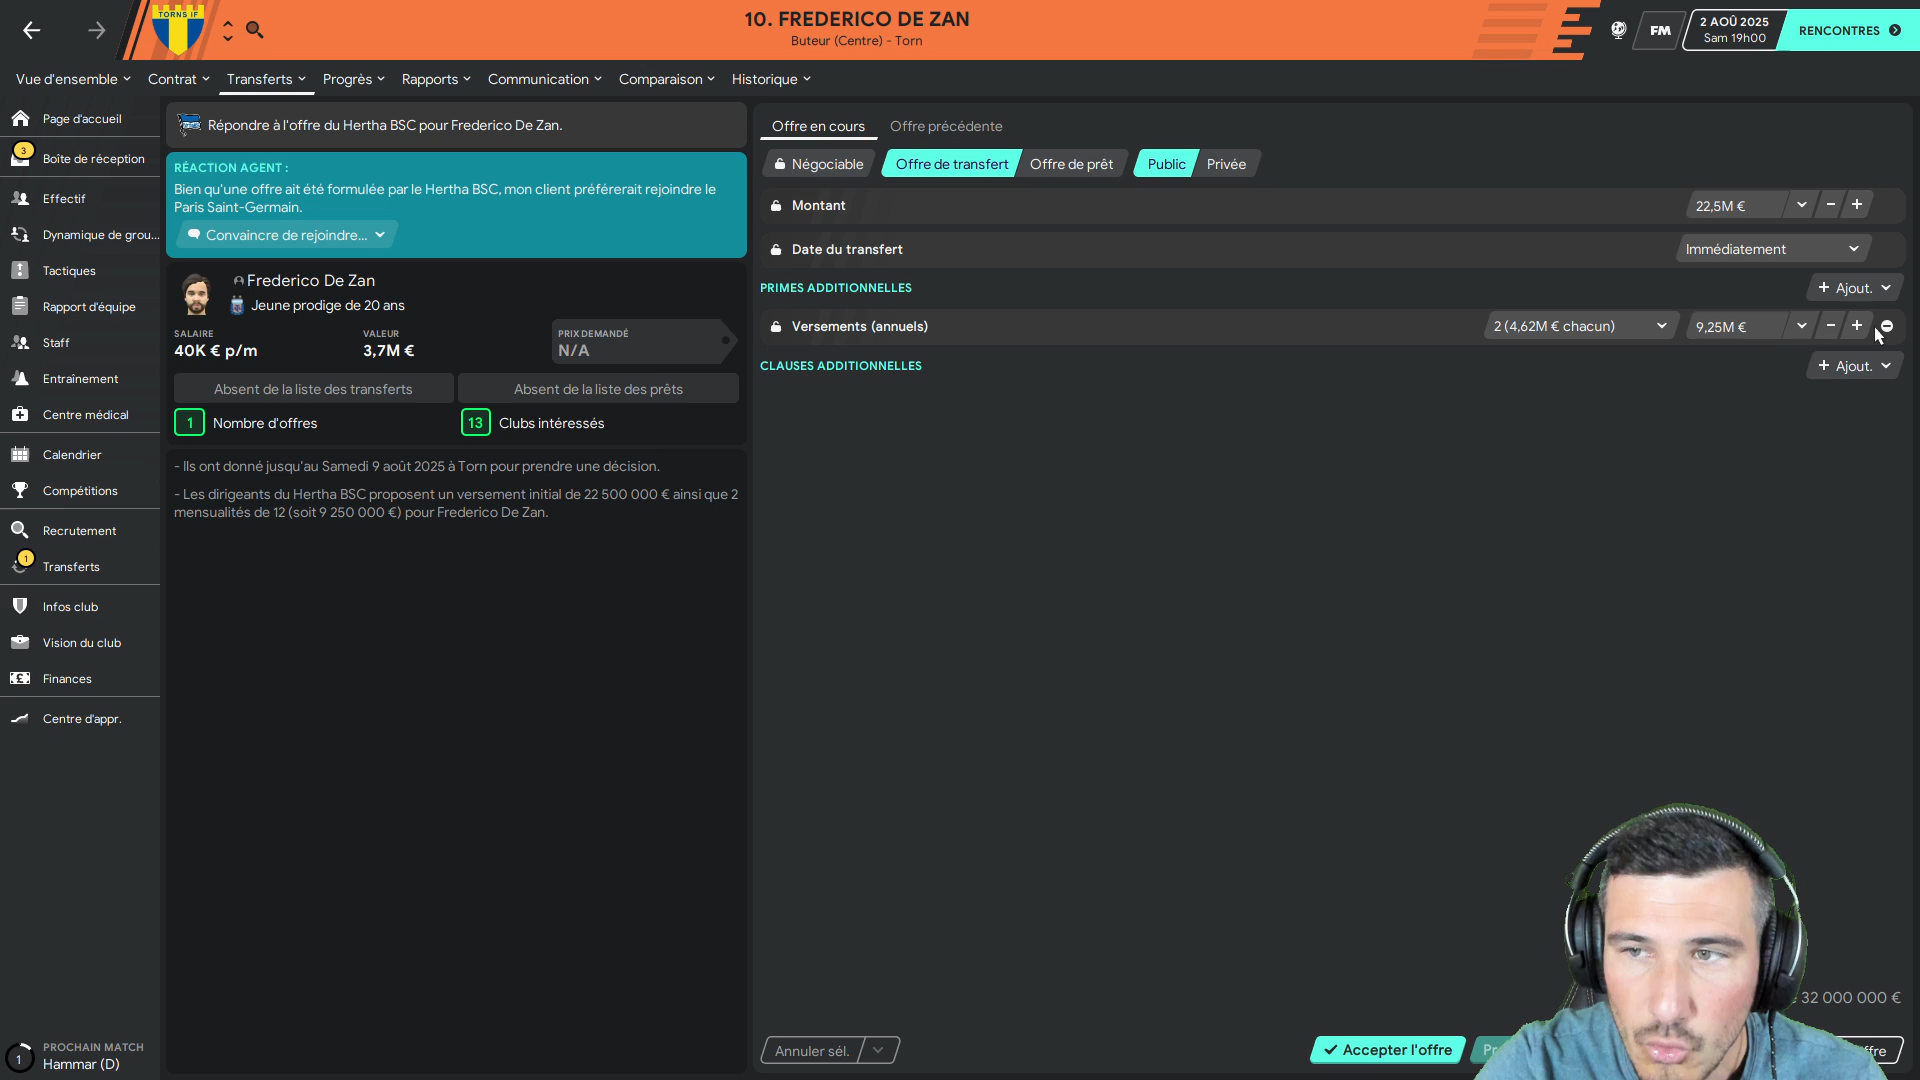 TORNS IF
10. FREDERICO DE ZAN
Buteur (Centre) - Torn
FM
2 AOÛ 2025
Sam 19h00
RENCONTRES
Vue d'ensemble
Contrat
Transferts
Progrès
Rapports
Communication
Comparaison
Historique
Page d'accueil
3
Boîte de réception
Effectif
Dynamique de grou...
Tactiques
Rapport d'équipe
Staff
Entraînement
Centre médical
Calendrier
Compétitions
Recrutement
1
Transferts
Infos club
Vision du club
Finances
Centre d'appr.
1
PROCHAIN MATCH
Hammar (D)
Répondre à l'offre du Hertha BSC pour Frederico De Zan.
RÉACTION AGENT :
Bien qu'une offre ait été formulée par le Hertha BSC, mon client préférerait rejoindre le
Paris Saint-Germain.
Convaincre de rejoindre...
Frederico De Zan
Jeune prodige de 20 ans
SALAIRE
40K € p/m
VALEUR
3,7M €
PRIX DEMANDÉ
N/A
Absent de la liste des transferts
Absent de la liste des prêts
1 Nombre d'offres
13 Clubs intéressés
- Ils ont donné jusqu'au Samedi 9 août 2025 à Torn pour prendre une décision.
- Les dirigeants du Hertha BSC proposent un versement initial de 22 500 000 € ainsi que 2
mensualités de 12 (soit 9 250 000 €) pour Frederico De Zan.
Offre en cours
Offre précédente
Négociable
Offre de transfert
Offre de prêt
Public
Privée
Montant
22,5M €
Date du transfert
Immédiatement
PRIMES ADDITIONNELLES
+ Ajout.
Versements (annuels)
2 (4,62M € chacun)
9,25M €
CLAUSES ADDITIONNELLES
+ Ajout.
32 000 000 €
Annuler sél.
Accepter l'offre